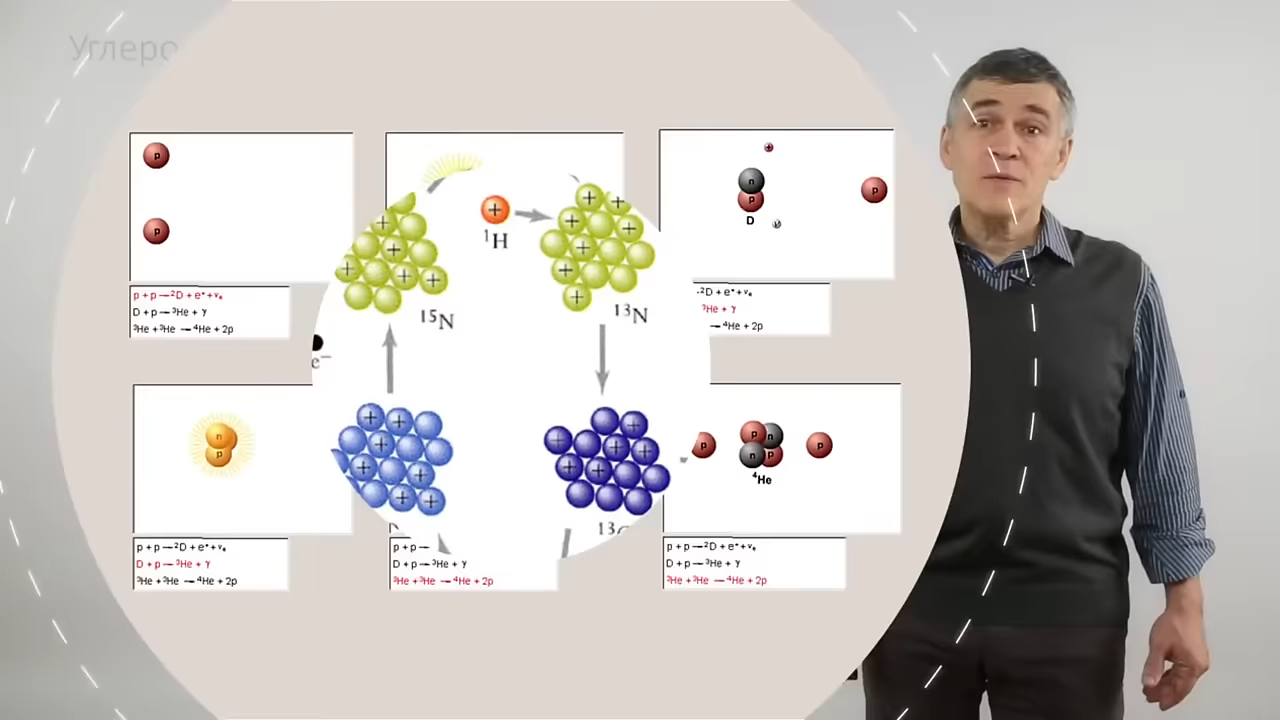 Углеро
p
p
p + p → ²D + e⁺ + νₑ
D + p → ³He + γ
³He + ³He → ⁴He + 2p
+
¹H
¹⁵N
¹³N
e⁻
n
p
D
p
²D + e⁺ + νₑ
³He + γ
→ ⁴He + 2p
n
p
p + p → ²D + e⁺ + νₑ
D + p → ³He + γ
³He + ³He → ⁴He + 2p
p + p →
D + p → ³He + γ
³He + ³He → ⁴He + 2p
p
p n
n p
p
⁴He
p + p → ²D + e⁺ + νₑ
D + p → ³He + γ
³He + ³He → ⁴He + 2p